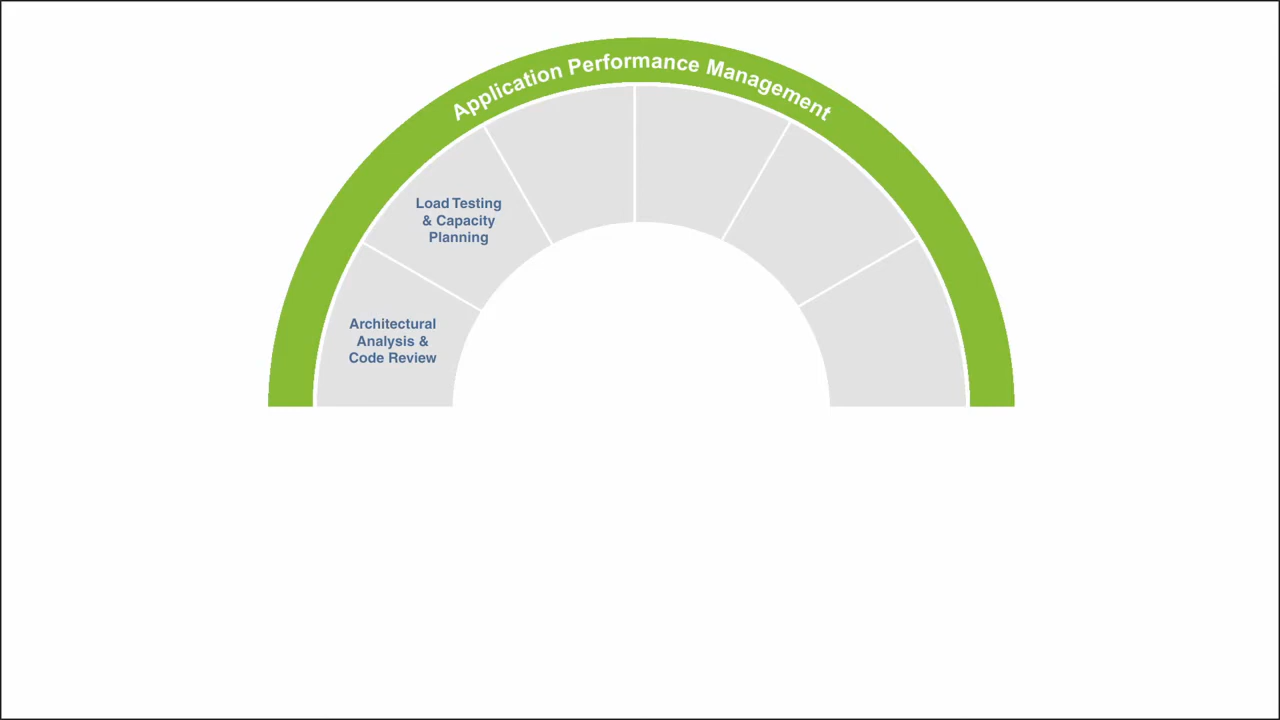 Application Performance Management
Load Testing
& Capacity
Planning
Architectural
Analysis &
Code Review